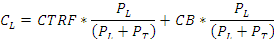 C_L = CTRF * P_L / (P_L + P_T) + CB * P_L / (P_L + P_T)